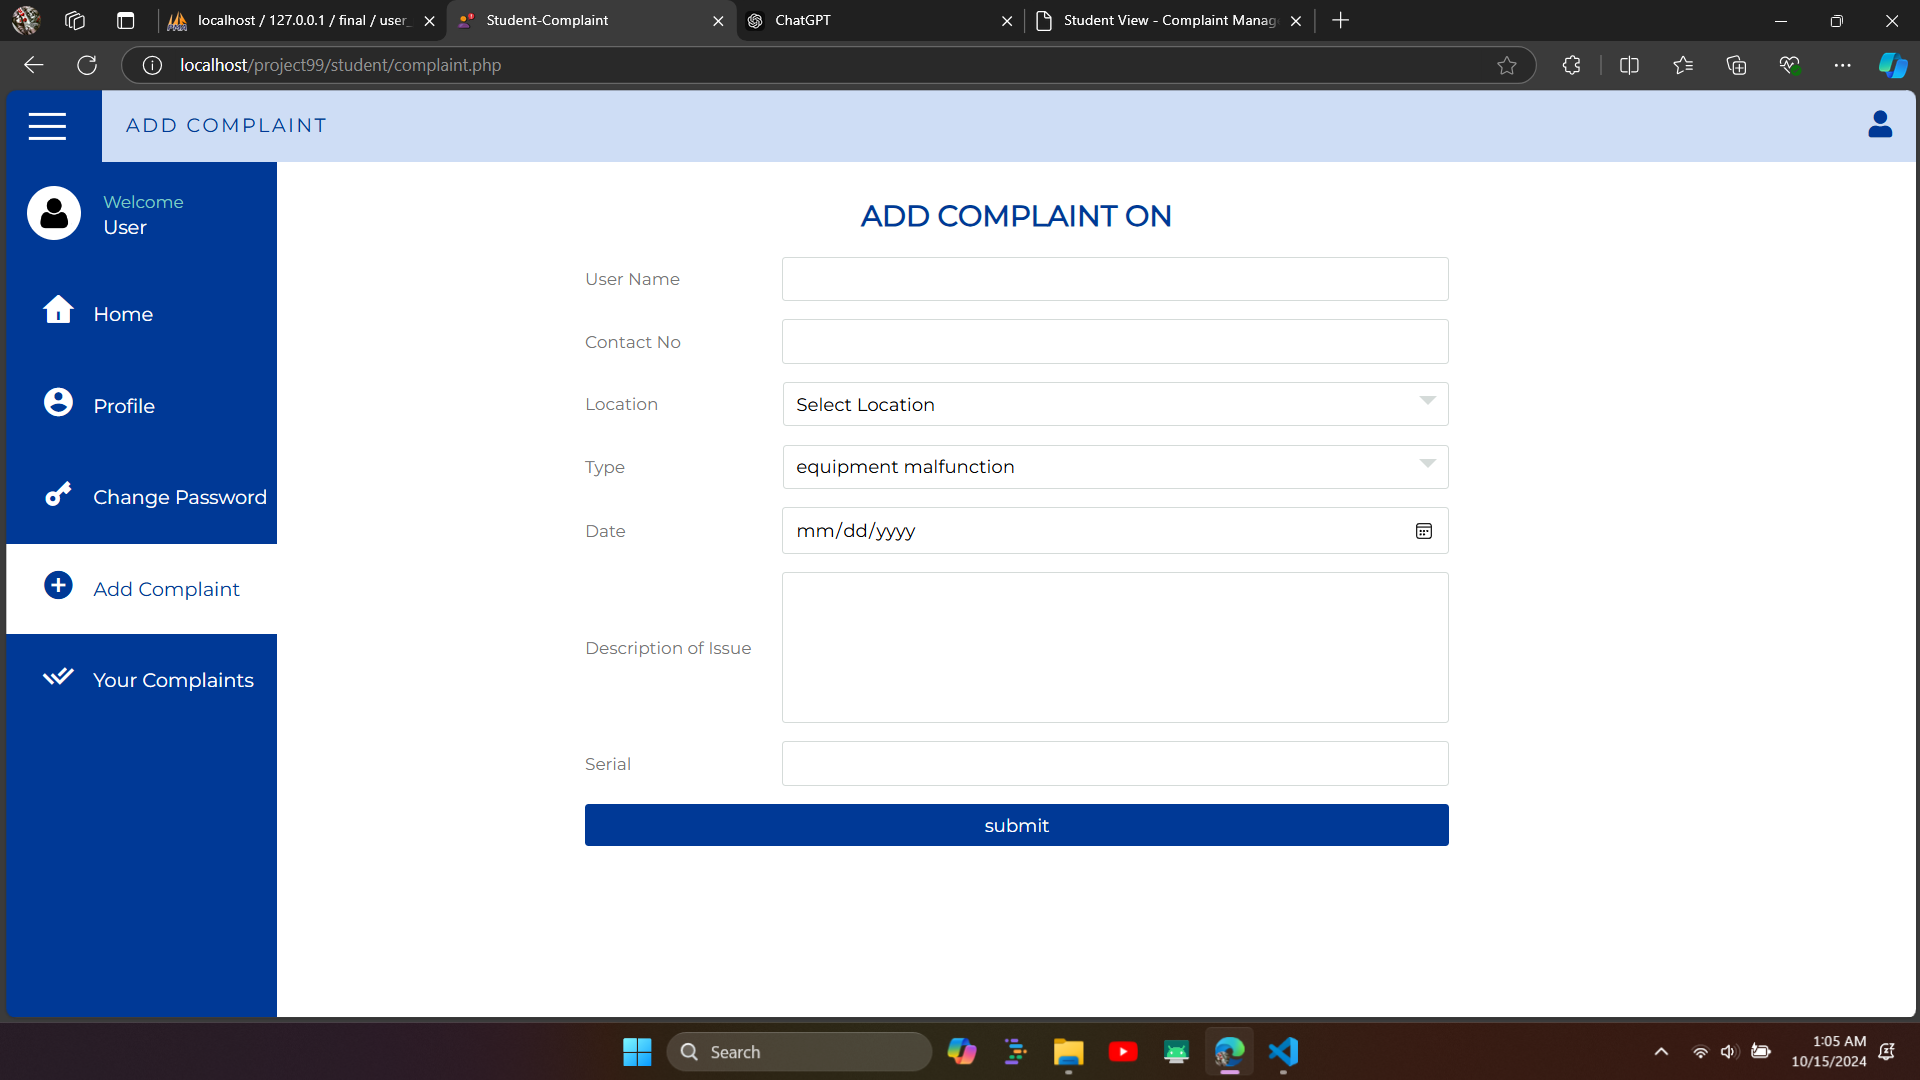 localhost / 127.0.0.1 / final / user_
Student-Complaint
ChatGPT
Student View - Complaint Manag
localhost/project99/student/complaint.php
ADD COMPLAINT
Welcome
User
Home
Profile
Change Password
Add Complaint
Your Complaints
ADD COMPLAINT ON
User Name
Contact No
Location
Select Location
Type
equipment malfunction
Date
mm/dd/yyyy
Description of Issue
Serial
submit
Search
1:05 AM
10/15/2024